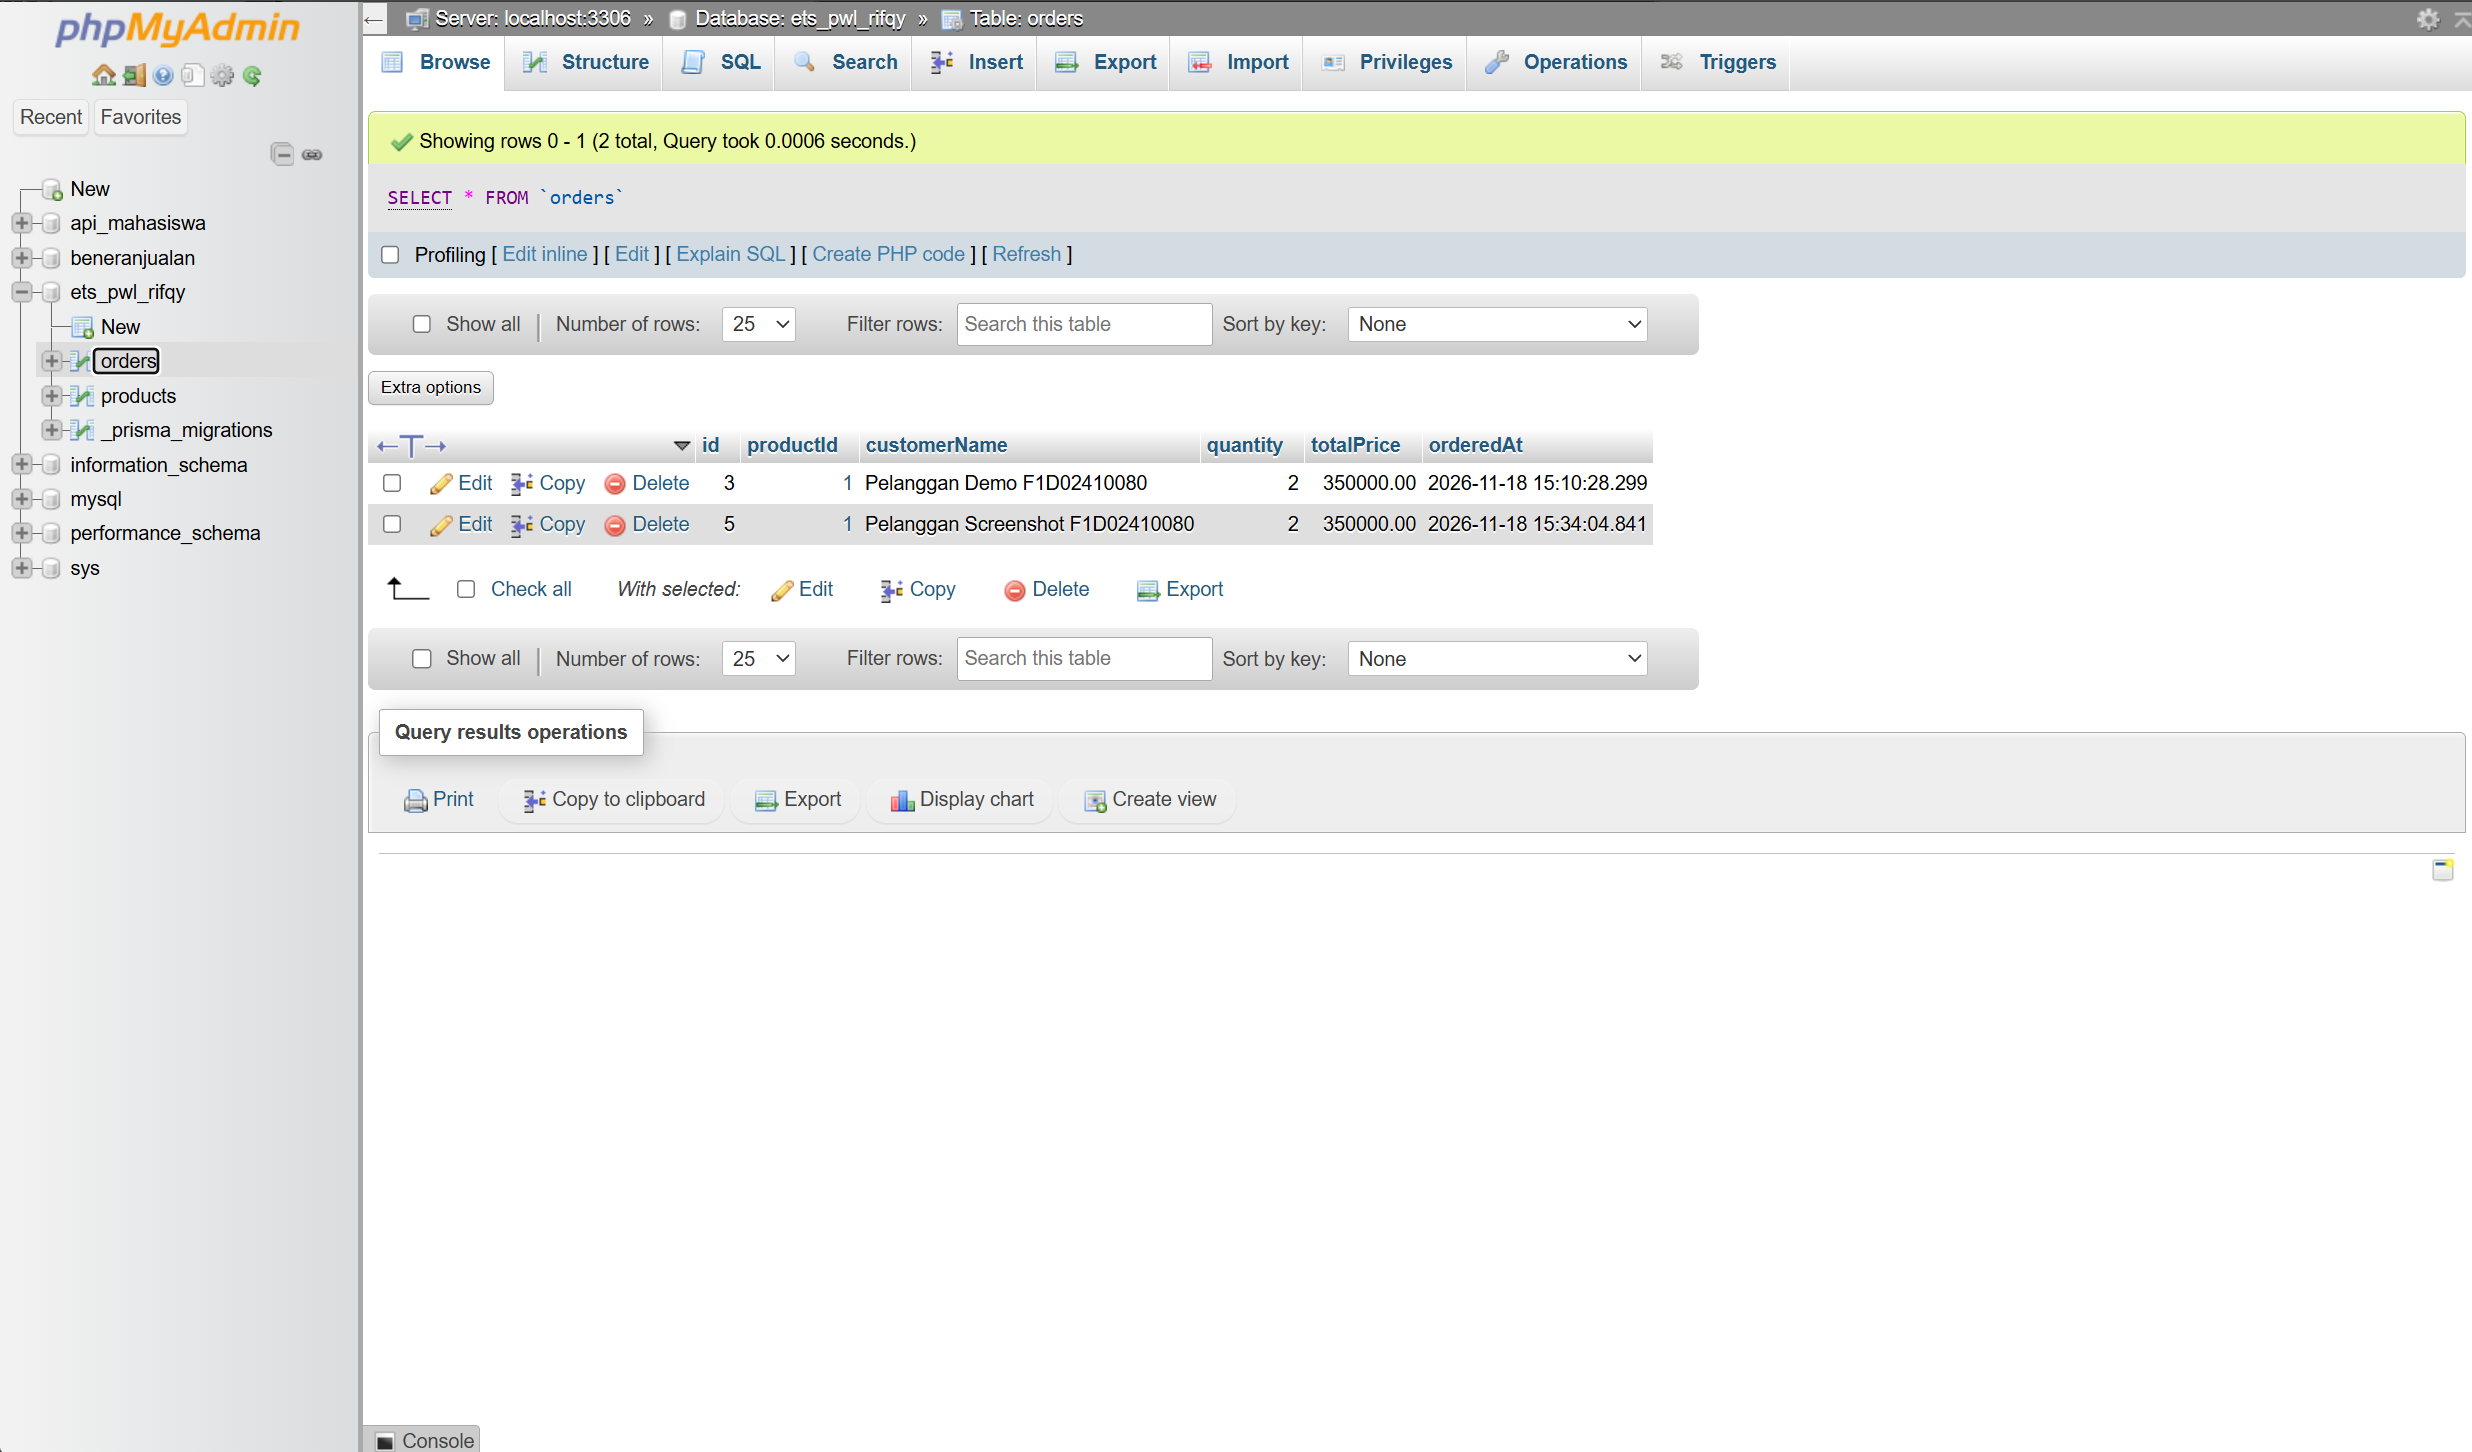 phpMyAdmin
Recent Favorites
New
api_mahasiswa
beneranjualan
ets_pwl_rifqy
New
orders
products
_prisma_migrations
information_schema
mysql
performance_schema
sys
Server: localhost:3306 » Database: ets_pwl_rifqy » Table: orders
Browse Structure SQL Search Insert Export Import Privileges Operations Triggers
Showing rows 0 - 1 (2 total, Query took 0.0006 seconds.)
SELECT * FROM `orders`
Profiling [ Edit inline ] [ Edit ] [ Explain SQL ] [ Create PHP code ] [ Refresh ]
Show all | Number of rows: 25 Filter rows: Search this table Sort by key: None
Extra options
←T→ id productId customerName quantity totalPrice orderedAt
Edit Copy Delete 3 1 Pelanggan Demo F1D02410080 2 350000.00 2026-11-18 15:10:28.299
Edit Copy Delete 5 1 Pelanggan Screenshot F1D02410080 2 350000.00 2026-11-18 15:34:04.841
Check all With selected: Edit Copy Delete Export
Show all | Number of rows: 25 Filter rows: Search this table Sort by key: None
Query results operations
Print Copy to clipboard Export Display chart Create view
Console